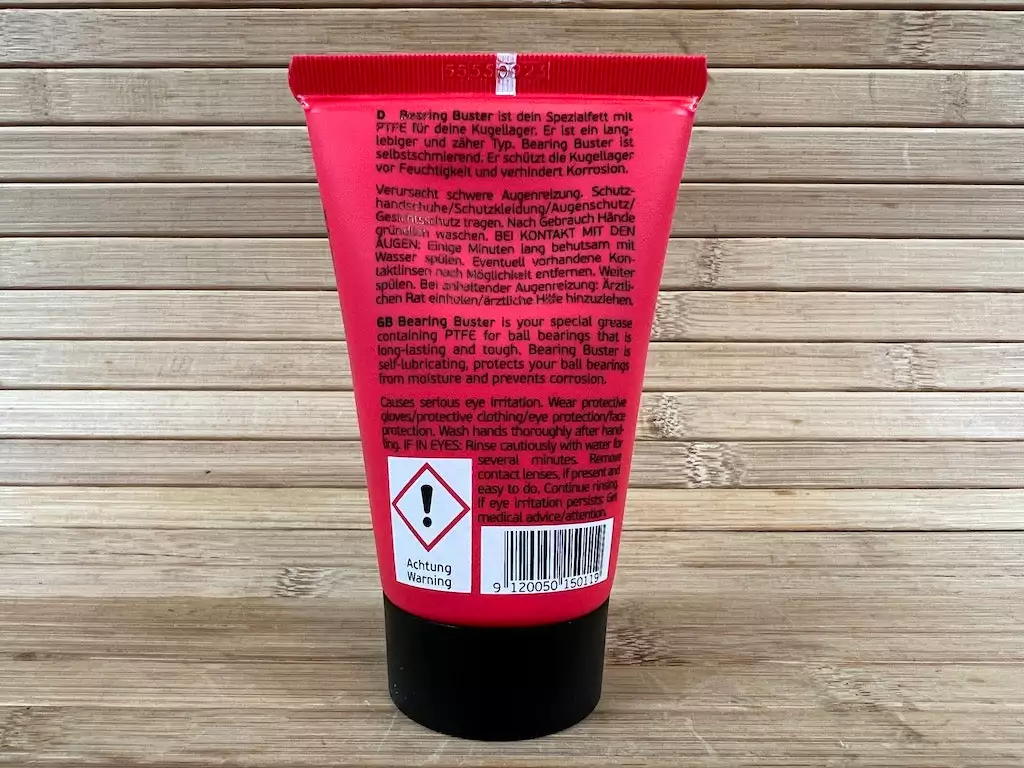 D Bearing Buster ist dein Spezialfett mit
PTFE für deine Kugellager. Er ist ein lang-
lebiger und zäher Typ. Bearing Buster ist
selbstschmierend. Er schützt die Kugellager
vor Feuchtigkeit und verhindert Korrosion.
Verursacht schwere Augenreizung. Schutz-
handschuhe/Schutzkleidung/Augenschutz/
Gesichtsschutz tragen. Nach Gebrauch Hände
gründlich waschen. BEI KONTAKT MIT DEN
AUGEN: Einige Minuten lang behutsam mit
Wasser spülen. Eventuell vorhandene Kon-
taktlinsen nach Möglichkeit entfernen. Weiter
spülen. Bei anhaltender Augenreizung: Ärztli-
chen Rat einholen/ärztliche Hilfe hinzuziehen.
GB Bearing Buster is your special grease
containing PTFE for ball bearings that is
long-lasting and tough. Bearing Buster is
self-lubricating, protects your ball bearings
from moisture and prevents corrosion.
Causes serious eye irritation. Wear protective
gloves/protective clothing/eye protection/face
protection. Wash hands thoroughly after hand-
ling. IF IN EYES: Rinse cautiously with water for
several minutes. Remove
contact lenses, if present and
easy to do. Continue rinsing.
If eye irritation persists: Get
medical advice/attention.
Achtung
Warning
9 120050 150119